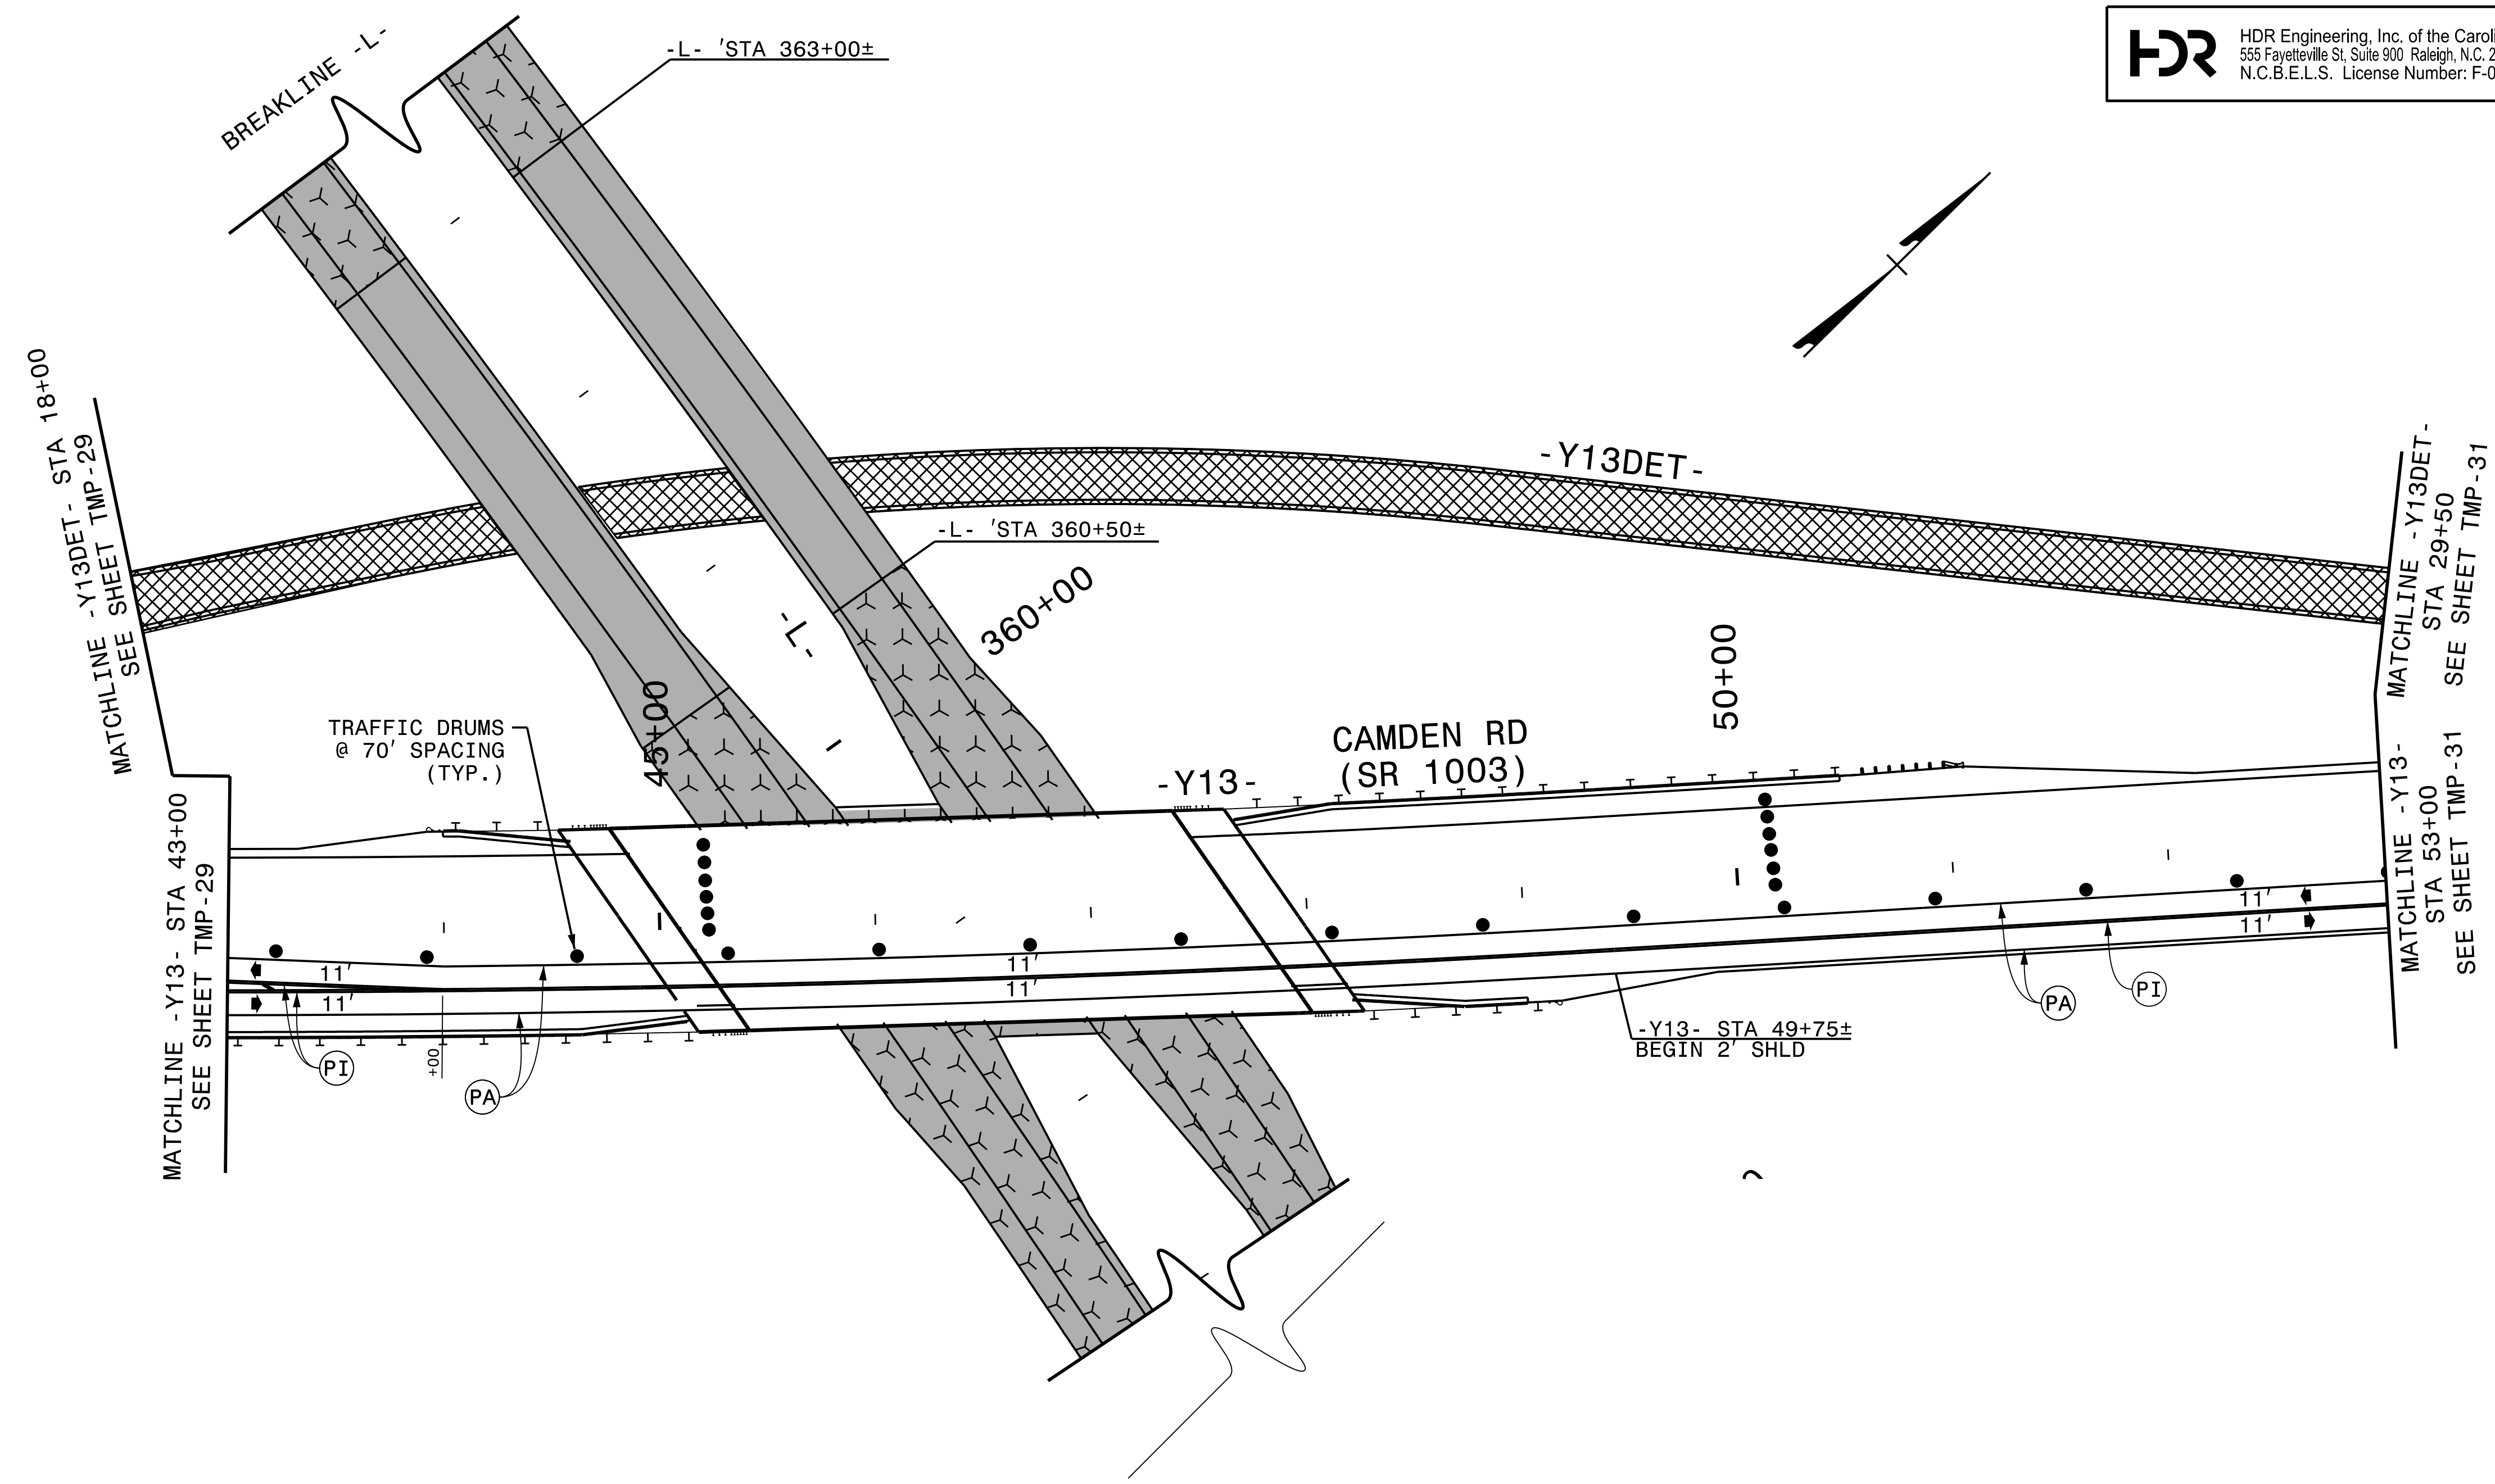 BREAKLINE -L-
-L- 'STA 363+00±
HDR
HDR Engineering, Inc. of the Caroli
555 Fayetteville St, Suite 900 Raleigh, N.C. 2
N.C.B.E.L.S. License Number: F-0
MATCHLINE -Y13DET- STA 18+00
SEE SHEET TMP-29
-Y13DET-
-L- 'STA 360+50±
360+00
-L-
MATCHLINE -Y13DET-
STA 29+50
SEE SHEET TMP-31
45+00
50+00
TRAFFIC DRUMS
@ 70' SPACING
(TYP.)
-Y13-
CAMDEN RD
(SR 1003)
MATCHLINE -Y13- STA 43+00
SEE SHEET TMP-29
MATCHLINE -Y13-
STA 53+00
SEE SHEET TMP-31
11'
11'
11'
11'
11'
11'
PI
+00
PA
-Y13- STA 49+75±
BEGIN 2' SHLD
PA
PI